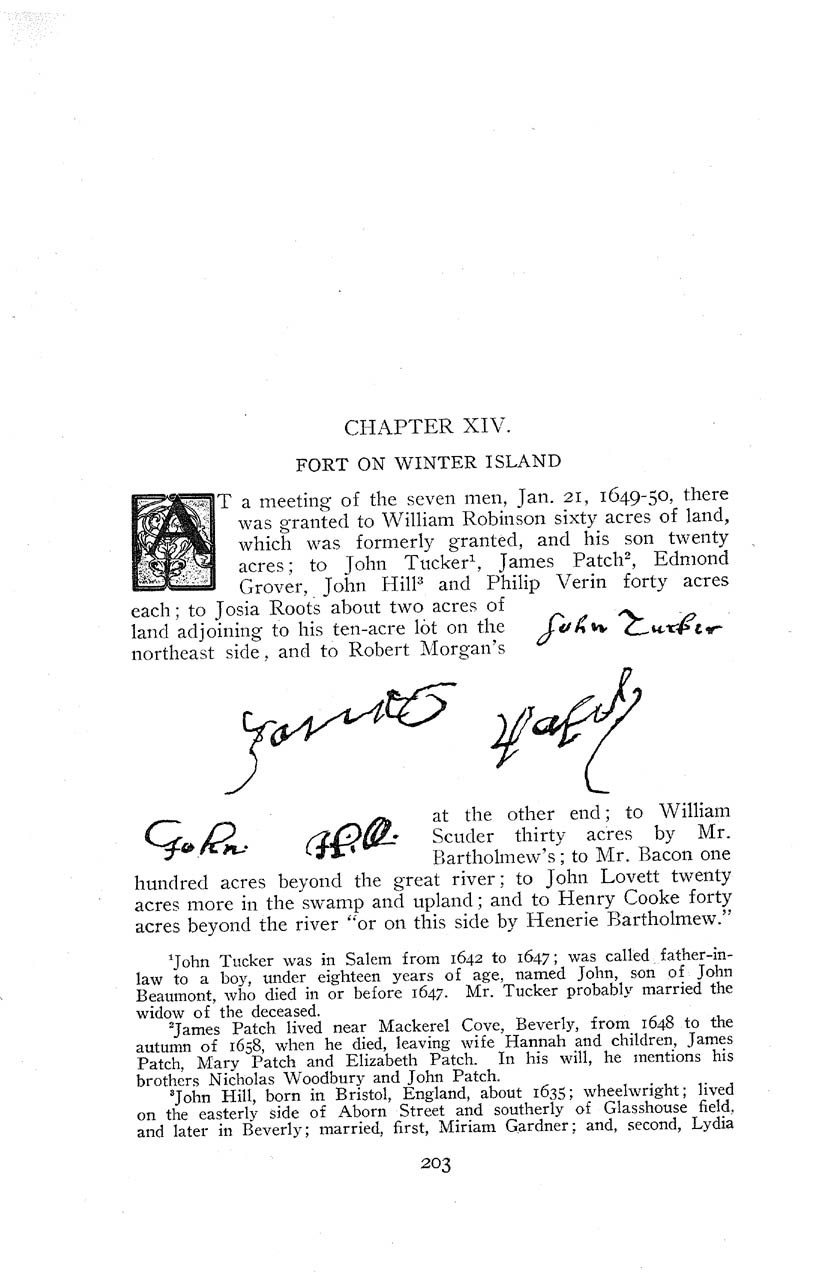 CHAPTER XIV.
FORT ON WINTER ISLAND
AT a meeting of the seven men, Jan. 21, 1649-50, there
was granted to William Robinson sixty acres of land,
which was formerly granted, and his son twenty
acres; to John Tucker¹, James Patch², Edmond
Grover, John Hill³ and Philip Verin forty acres
each; to Josia Roots about two acres of
land adjoining to his ten-acre lot on the
northeast side, and to Robert Morgan's
John Tucker
James Patch
John Hill.
at the other end; to William
Scuder thirty acres by Mr.
Bartholmew's; to Mr. Bacon one
hundred acres beyond the great river; to John Lovett twenty
acres more in the swamp and upland; and to Henry Cooke forty
acres beyond the river "or on this side by Henerie Bartholmew."
¹John Tucker was in Salem from 1642 to 1647; was called father-in-
law to a boy, under eighteen years of age, named John, son of John
Beaumont, who died in or before 1647. Mr. Tucker probably married the
widow of the deceased.
²James Patch lived near Mackerel Cove, Beverly, from 1648 to the
autumn of 1658, when he died, leaving wife Hannah and children, James
Patch, Mary Patch and Elizabeth Patch. In his will, he mentions his
brothers Nicholas Woodbury and John Patch.
³John Hill, born in Bristol, England, about 1635; wheelwright; lived
on the easterly side of Aborn Street and southerly of Glasshouse field,
and later in Beverly; married, first, Miriam Gardner; and, second, Lydia
203